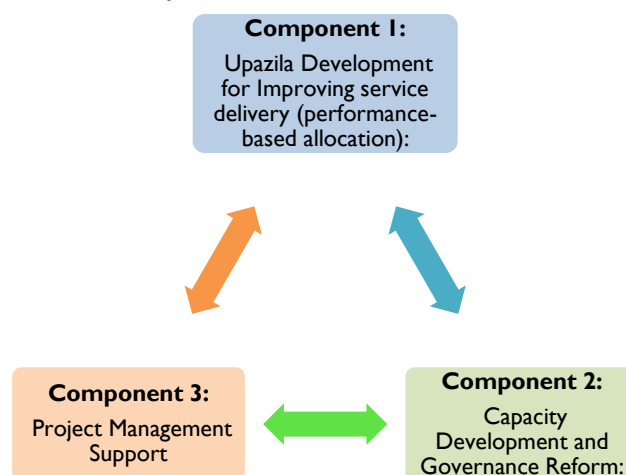 Component 1:
Upazila Development
for Improving service
delivery (performance-
based allocation):
Component 3:
Project Management
Support
Component 2:
Capacity
Development and
Governance Reform: